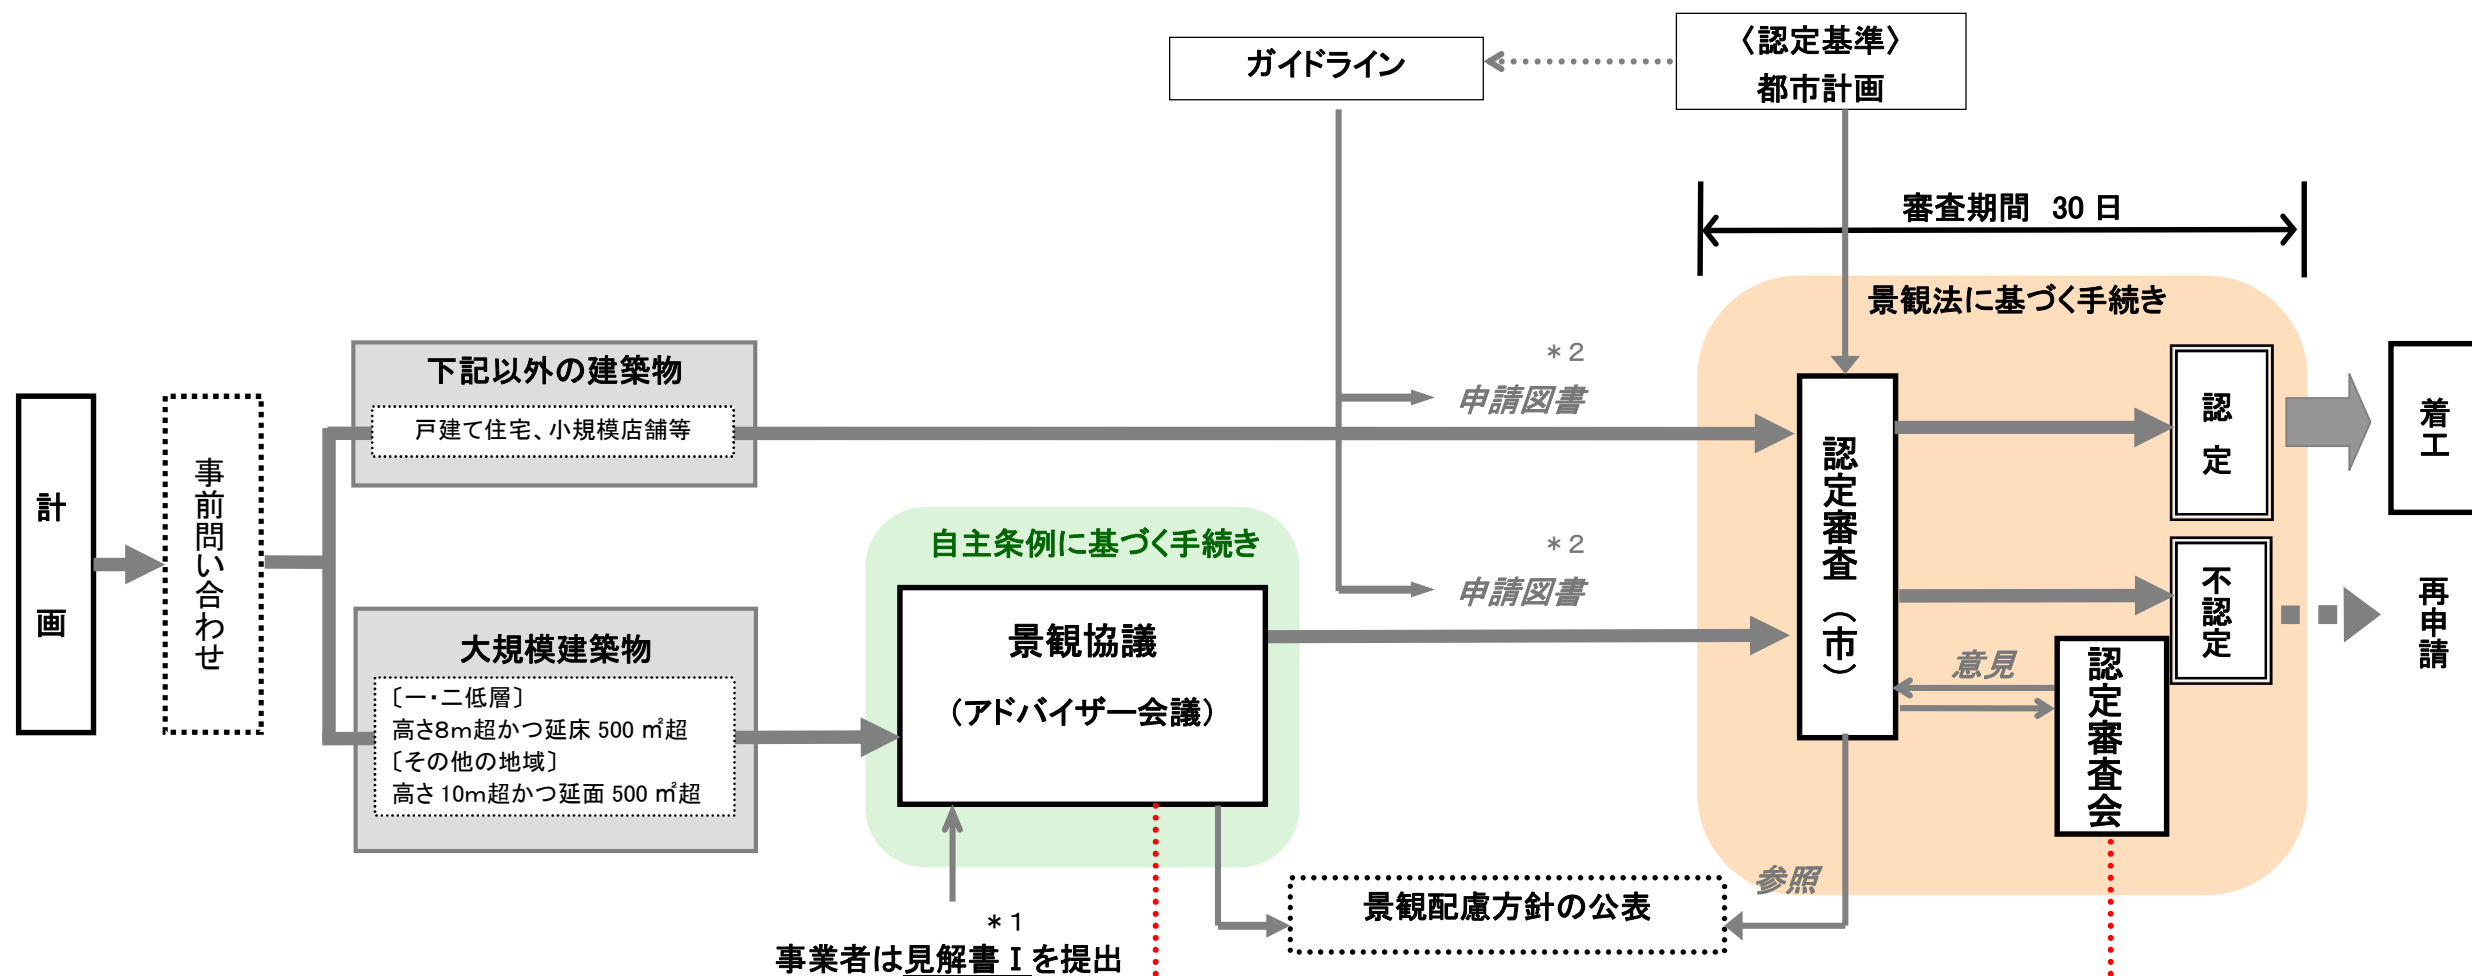 ガイドライン
〈認定基準〉
都市計画
審査期間 30日
景観法に基づく手続き
計画
事前問い合わせ
下記以外の建築物
戸建て住宅、小規模店舗等
大規模建築物
〔一・二低層〕
高さ8m超かつ延床500㎡超
〔その他の地域〕
高さ10m超かつ延面500㎡超
自主条例に基づく手続き
景観協議
（アドバイザー会議）
*1
事業者は見解書Ⅰを提出
*2
申請図書
*2
申請図書
景観配慮方針の公表
参照
認定審査（市）
意見
認定審査会
認定
不認定
着工
再申請